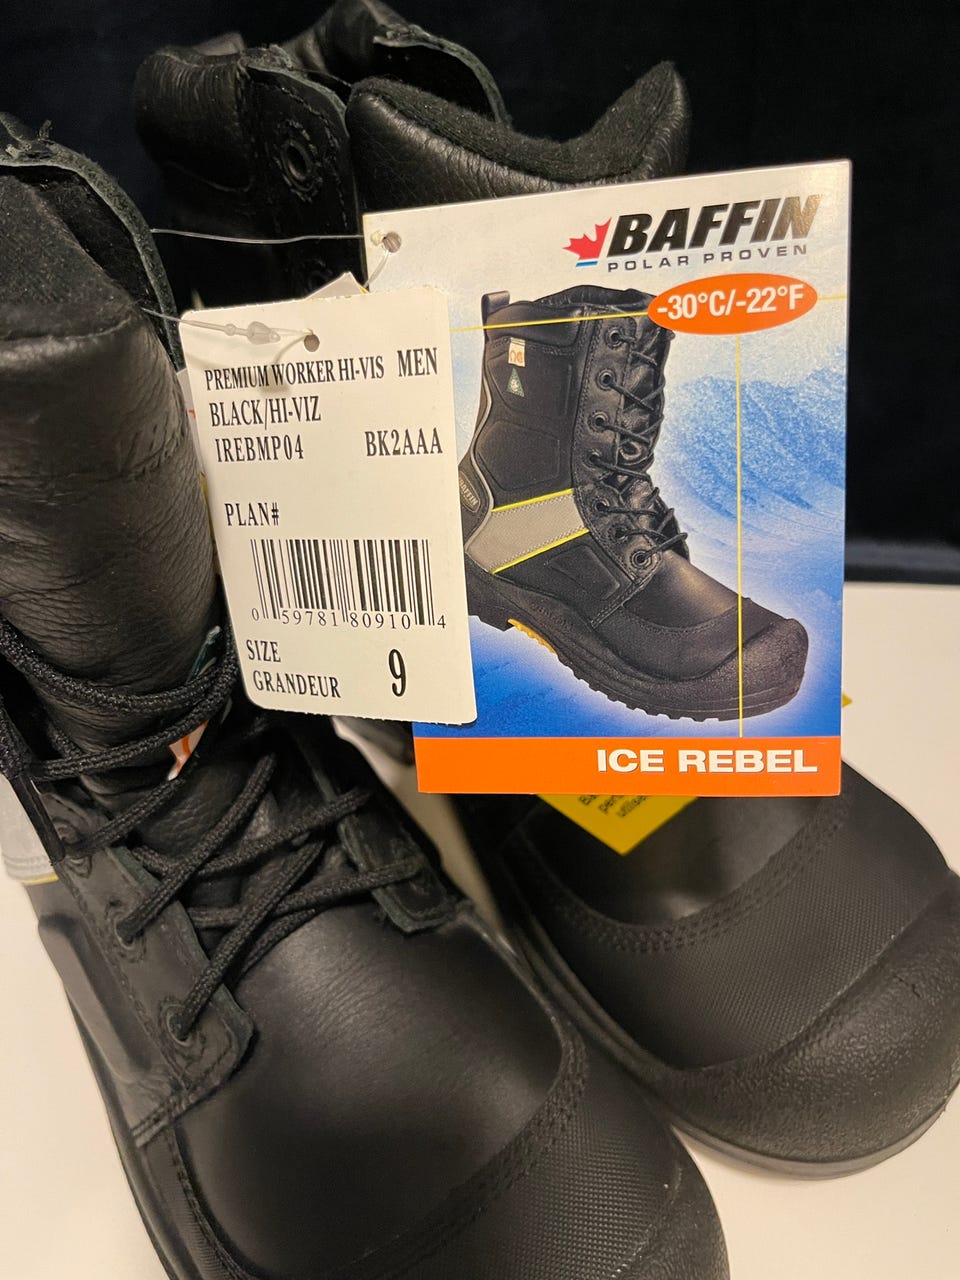 BAFFIN
POLAR PROVEN
-30°C/-22°F
PREMIUM WORKER HI-VIS MEN
BLACK/HI-VIZ
IREBMP04 BK2AAA
PLAN#
0 59781 80910 4
SIZE
GRANDEUR 9
BAFFIN
ICE REBEL